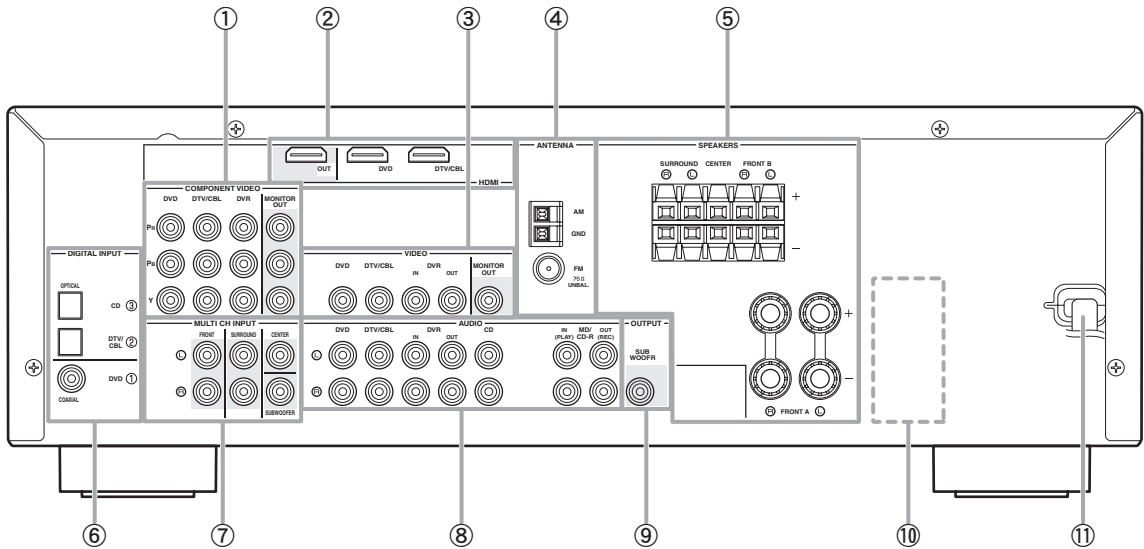 ① ② ③ ④ ⑤
HDMI
OUT DVD DTV/CBL
ANTENNA
AM
GND
FM
75Ω
UNBAL.
SPEAKERS
SURROUND CENTER FRONT B
R L R L
+
−
+
−
R FRONT A L
COMPONENT VIDEO
DVD DTV/CBL DVR MONITOR
OUT
PR
PB
Y
VIDEO
DVD DTV/CBL DVR MONITOR
IN OUT OUT
DIGITAL INPUT
OPTICAL
CD ③
DTV/
CBL ②
DVD ①
COAXIAL
MULTI CH INPUT
FRONT SURROUND CENTER
L
R
SUBWOOFER
AUDIO
DVD DTV/CBL DVR CD IN MD/ OUT
IN OUT (PLAY) CD-R (REC)
L
R
OUTPUT
SUB
WOOFR
⑥ ⑦ ⑧ ⑨ ⑩ ⑪